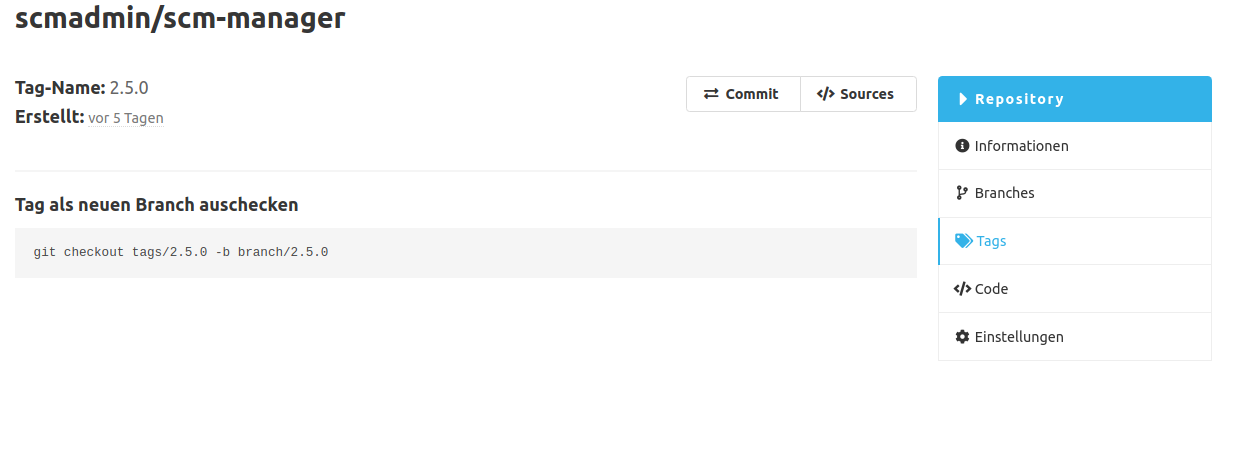 scmadmin/scm-manager
Tag-Name: 2.5.0
Erstellt: vor 5 Tagen
Commit
Sources
Tag als neuen Branch auschecken
git checkout tags/2.5.0 -b branch/2.5.0
Repository
Informationen
Branches
Tags
Code
Einstellungen